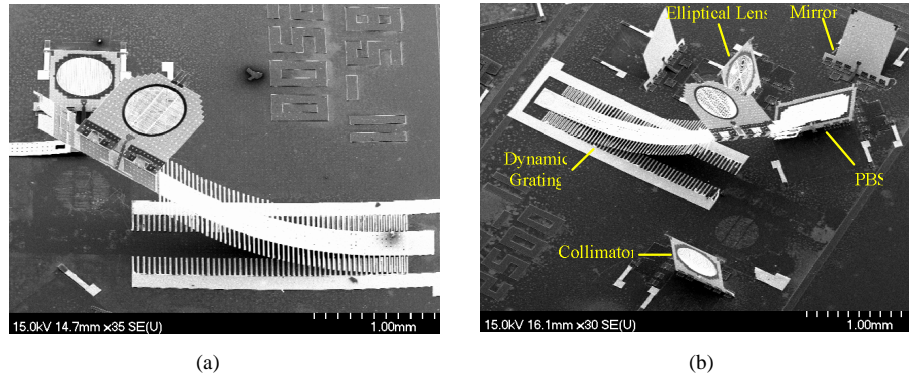 15.0kV 14.7mm x35 SE(U)
1.00mm
(a)
Elliptical Lens
Mirror
Dynamic
Grating
PBS
Collimator
15.0kV 16.1mm x30 SE(U)
1.00mm
(b)